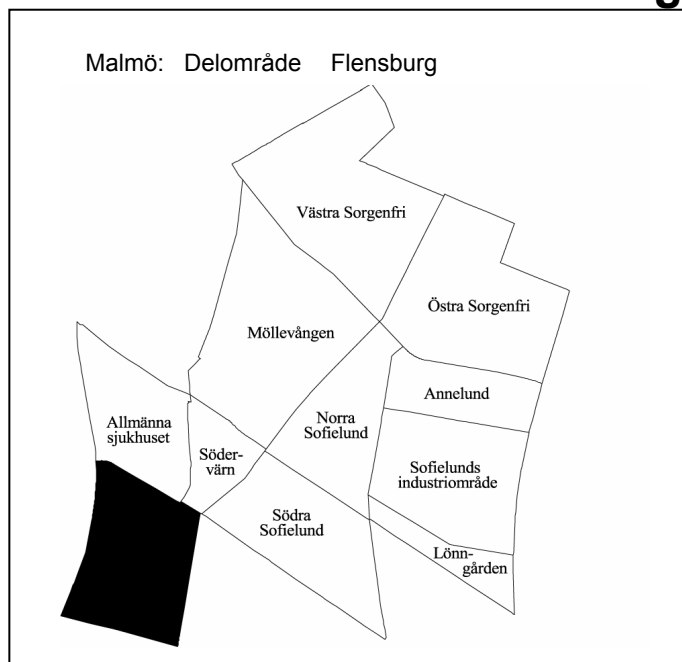 Malmö: Delområde Flensburg
Västra Sorgenfri
Östra Sorgenfri
Möllevången
Annelund
Allmänna
sjukhuset
Norra
Sofielund
Söder-
värn
Sofielunds
industriområde
Södra
Sofielund
Lönn-
gården